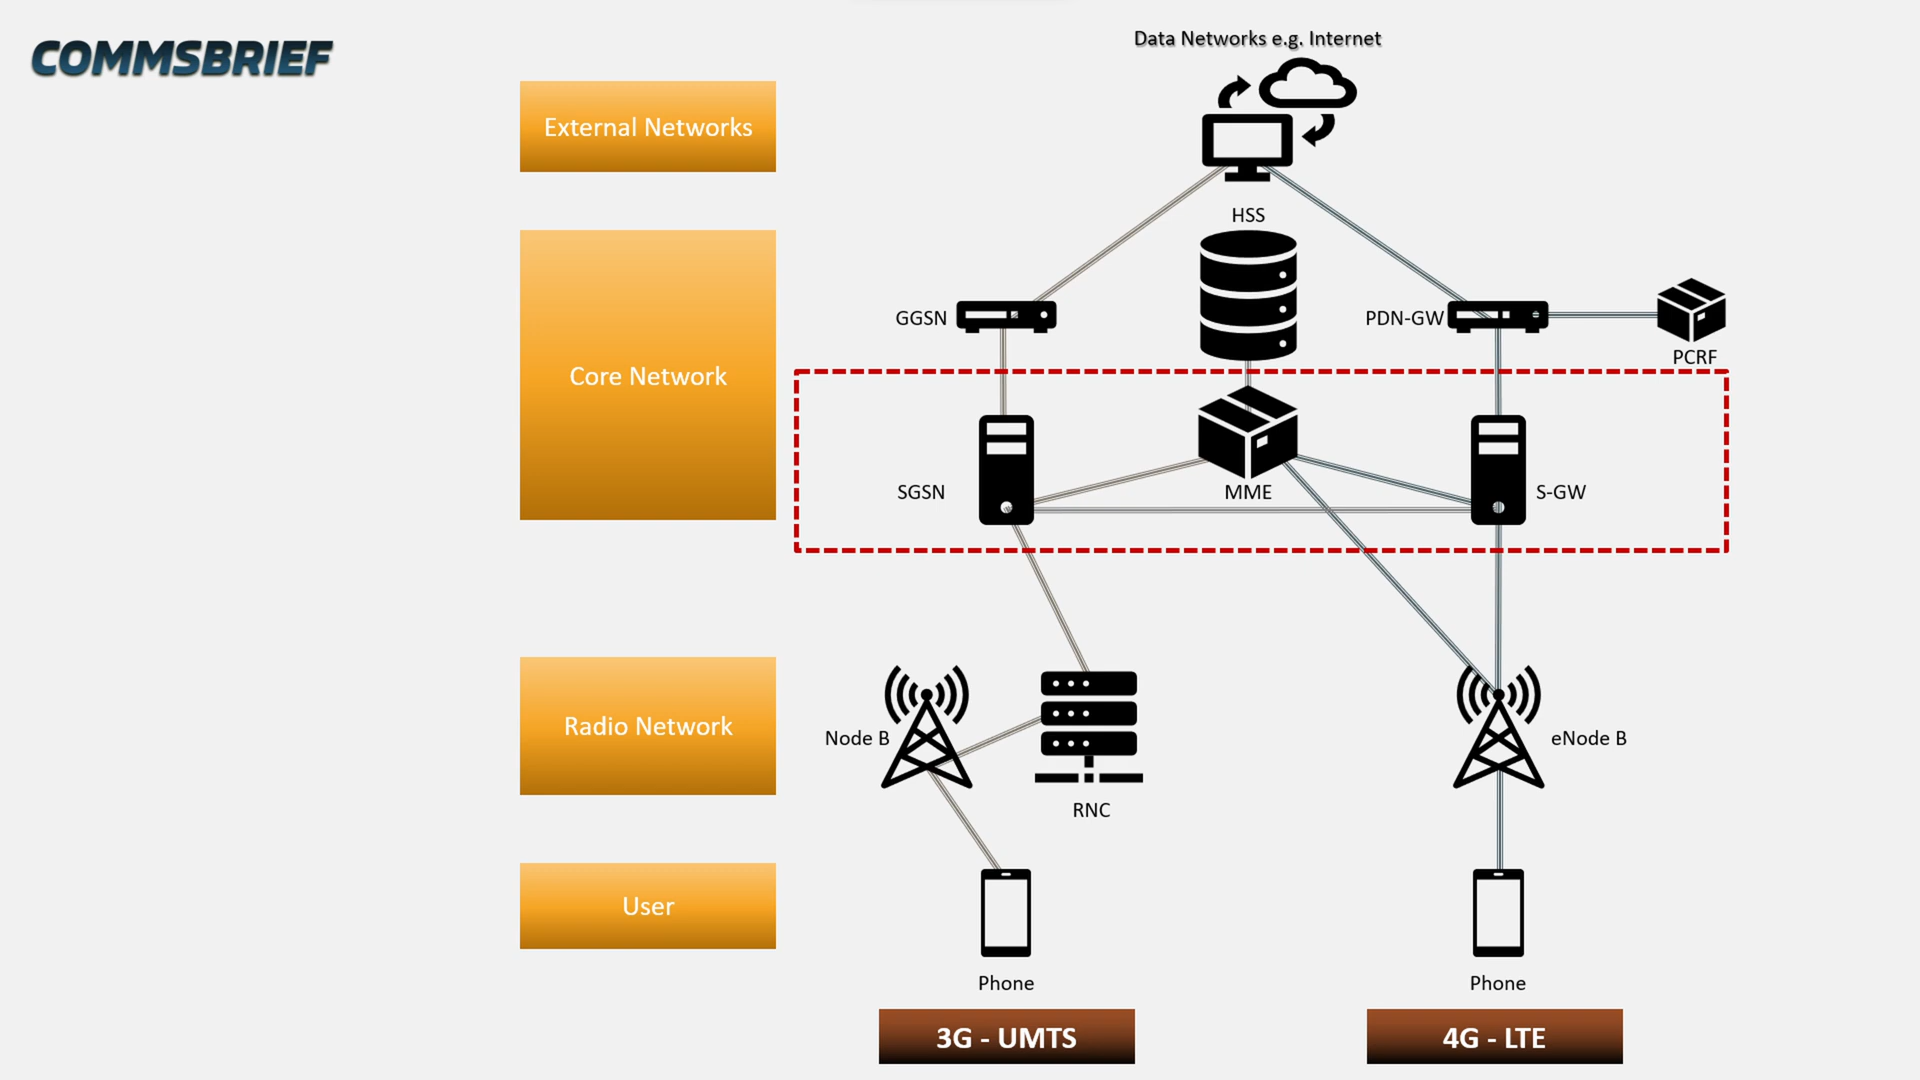 COMMSBRIEF
Data Networks e.g. Internet
External Networks
HSS
GGSN
PDN-GW
PCRF
Core Network
SGSN
MME
S-GW
Radio Network
Node B
eNode B
RNC
User
Phone
Phone
3G - UMTS
4G - LTE